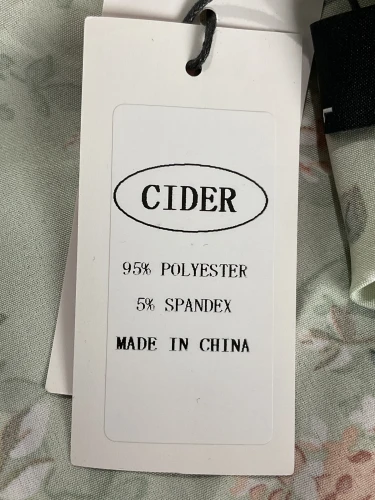 CIDER
95% POLYESTER
5% SPANDEX
MADE IN CHINA